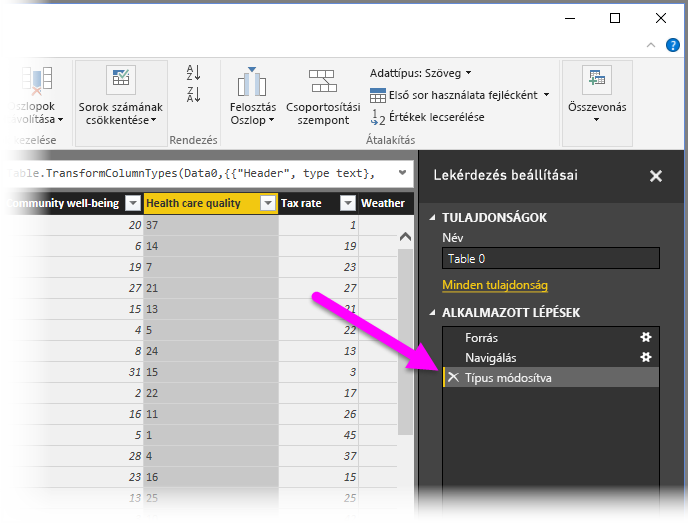 Adattípus: Szöveg
Első sor használata fejlécként
Értékek lecserélése
Sorok számának
csökkentése
Felosztás
Oszlop
Csoportosítási
szempont
Összevonás
Rendezés
Átalakítás
Table.TransformColumnTypes(Data0,{{"Header", type text},
Community well-being Health care quality Tax rate Weather
20 37 1
6 14 19
19 7 23
27 21 27
15 13 21
4 5 22
8 24 13
31 15 3
2 22 17
16 11 26
5 1 45
28 4 37
23 16 15
13 25 25
Lekérdezés beállításai
TULAJDONSÁGOK
Név
Table 0
Minden tulajdonság
ALKALMAZOTT LÉPÉSEK
Forrás
Navigálás
Típus módosítva